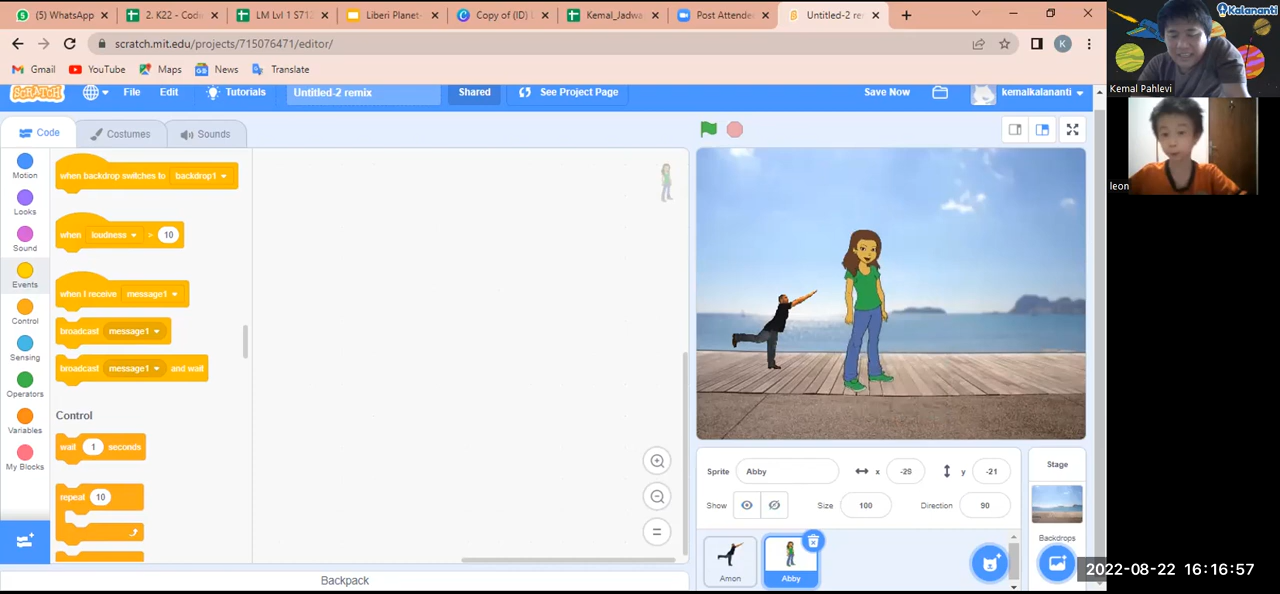 (5) WhatsApp
2. K22 - Code
LM Lvl 1 S712
Liberi Planet-
Copy of (ID) L
Kemal_Jadwa
Post Attende
Untitled-2 re
scratch.mit.edu/projects/715076471/editor/
K
Gmail
YouTube
Maps
News
Translate
SCRATCH
File
Edit
Tutorials
Untitled-2 remix
Shared
See Project Page
Save Now
kemalkalananti
Code
Costumes
Sounds
Motion
Looks
Sound
Events
Control
Sensing
Operators
Variables
My Blocks
when backdrop switches to backdrop1
when loudness > 10
when I receive message1
broadcast message1
broadcast message1 and wait
Control
wait 1 seconds
repeat 10
Backpack
Sprite Abby x -29 y -21
Show Size 100 Direction 90
Amon
Abby
Stage
Backdrops
Kalananti
Kemal Pahlevi
leon
2022-08-22 16:16:57